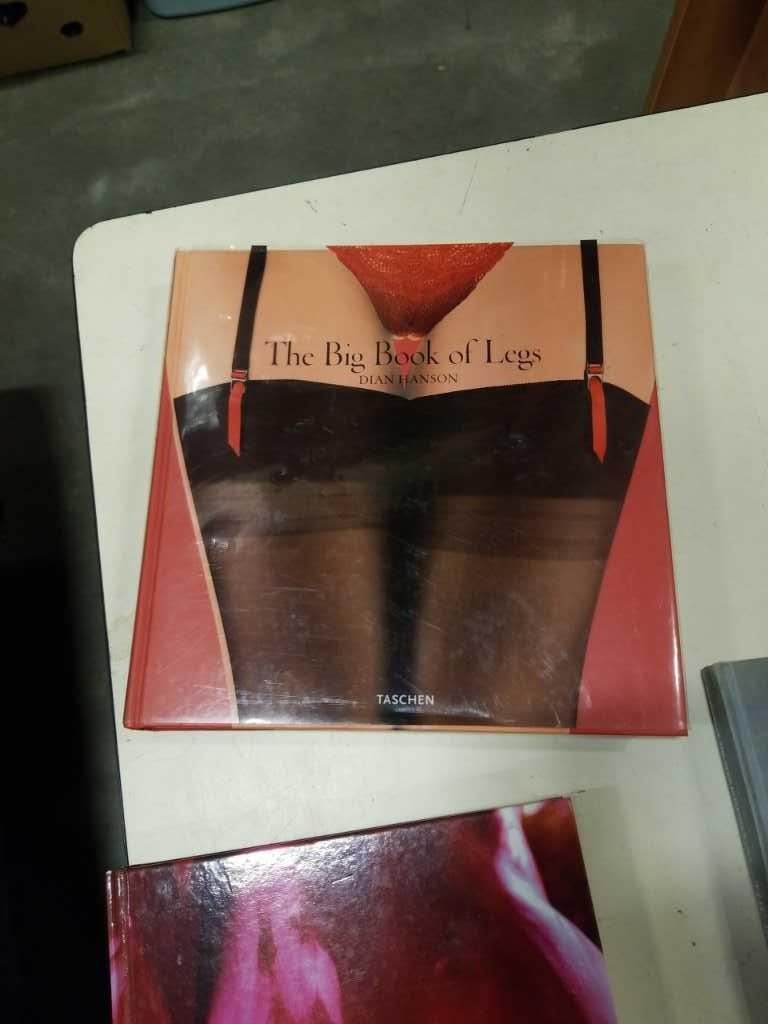 The Big Book of Legs
DIAN HANSON
TASCHEN